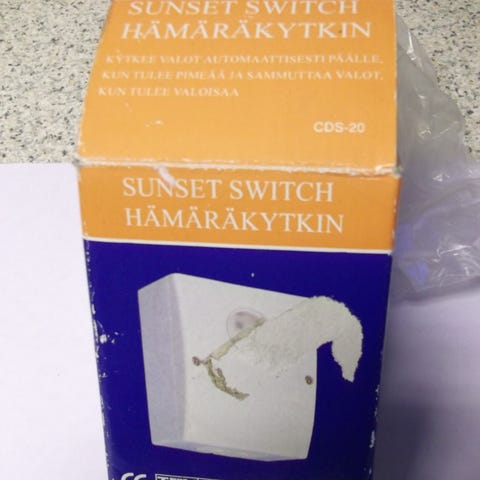 SUNSET SWITCH
HÄMÄRÄKYTKIN
KYTKEE VALOT AUTOMAATTISESTI PÄÄLLE,
KUN TULEE PIMEÄÄ JA SAMMUTTAA VALOT,
KUN TULEE VALOISAA
CDS-20
SUNSET SWITCH
HÄMÄRÄKYTKIN
CE